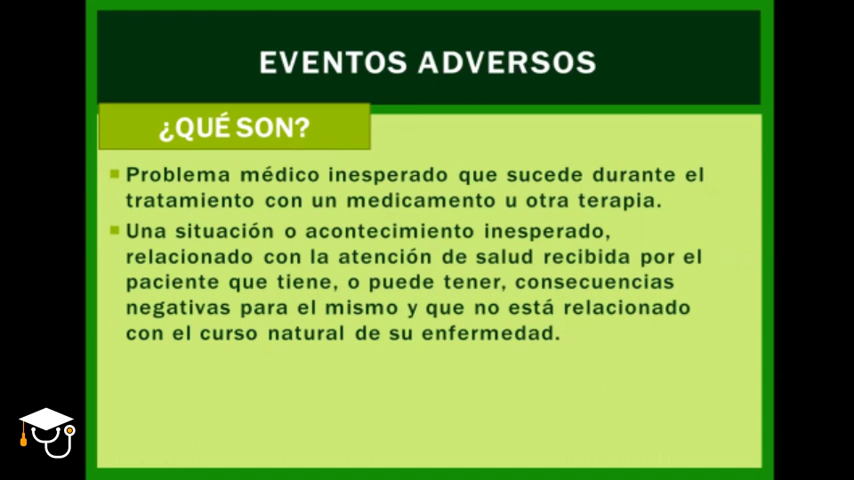 EVENTOS ADVERSOS
¿QUÉ SON?
Problema médico inesperado que sucede durante el
tratamiento con un medicamento u otra terapia.
Una situación o acontecimiento inesperado,
relacionado con la atención de salud recibida por el
paciente que tiene, o puede tener, consecuencias
negativas para el mismo y que no está relacionado
con el curso natural de su enfermedad.